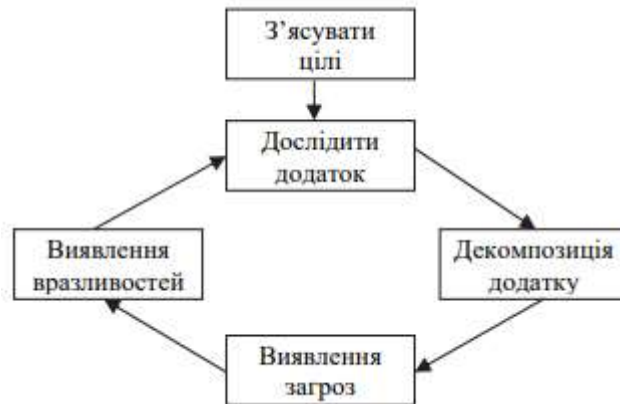 З’ясувати
цілі
Дослідити
додаток
Виявлення
вразливостей
Декомпозиція
додатку
Виявлення
загроз